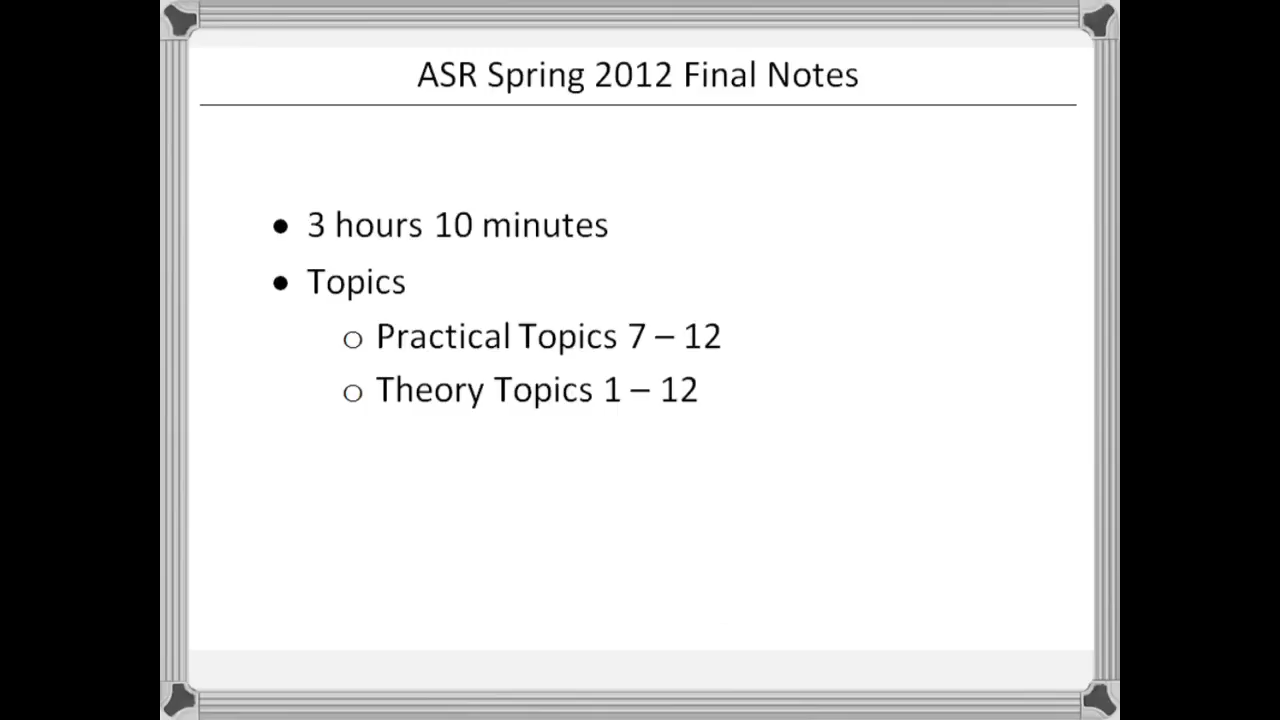 ASR Spring 2012 Final Notes
● 3 hours 10 minutes
● Topics
o Practical Topics 7 – 12
o Theory Topics 1 – 12